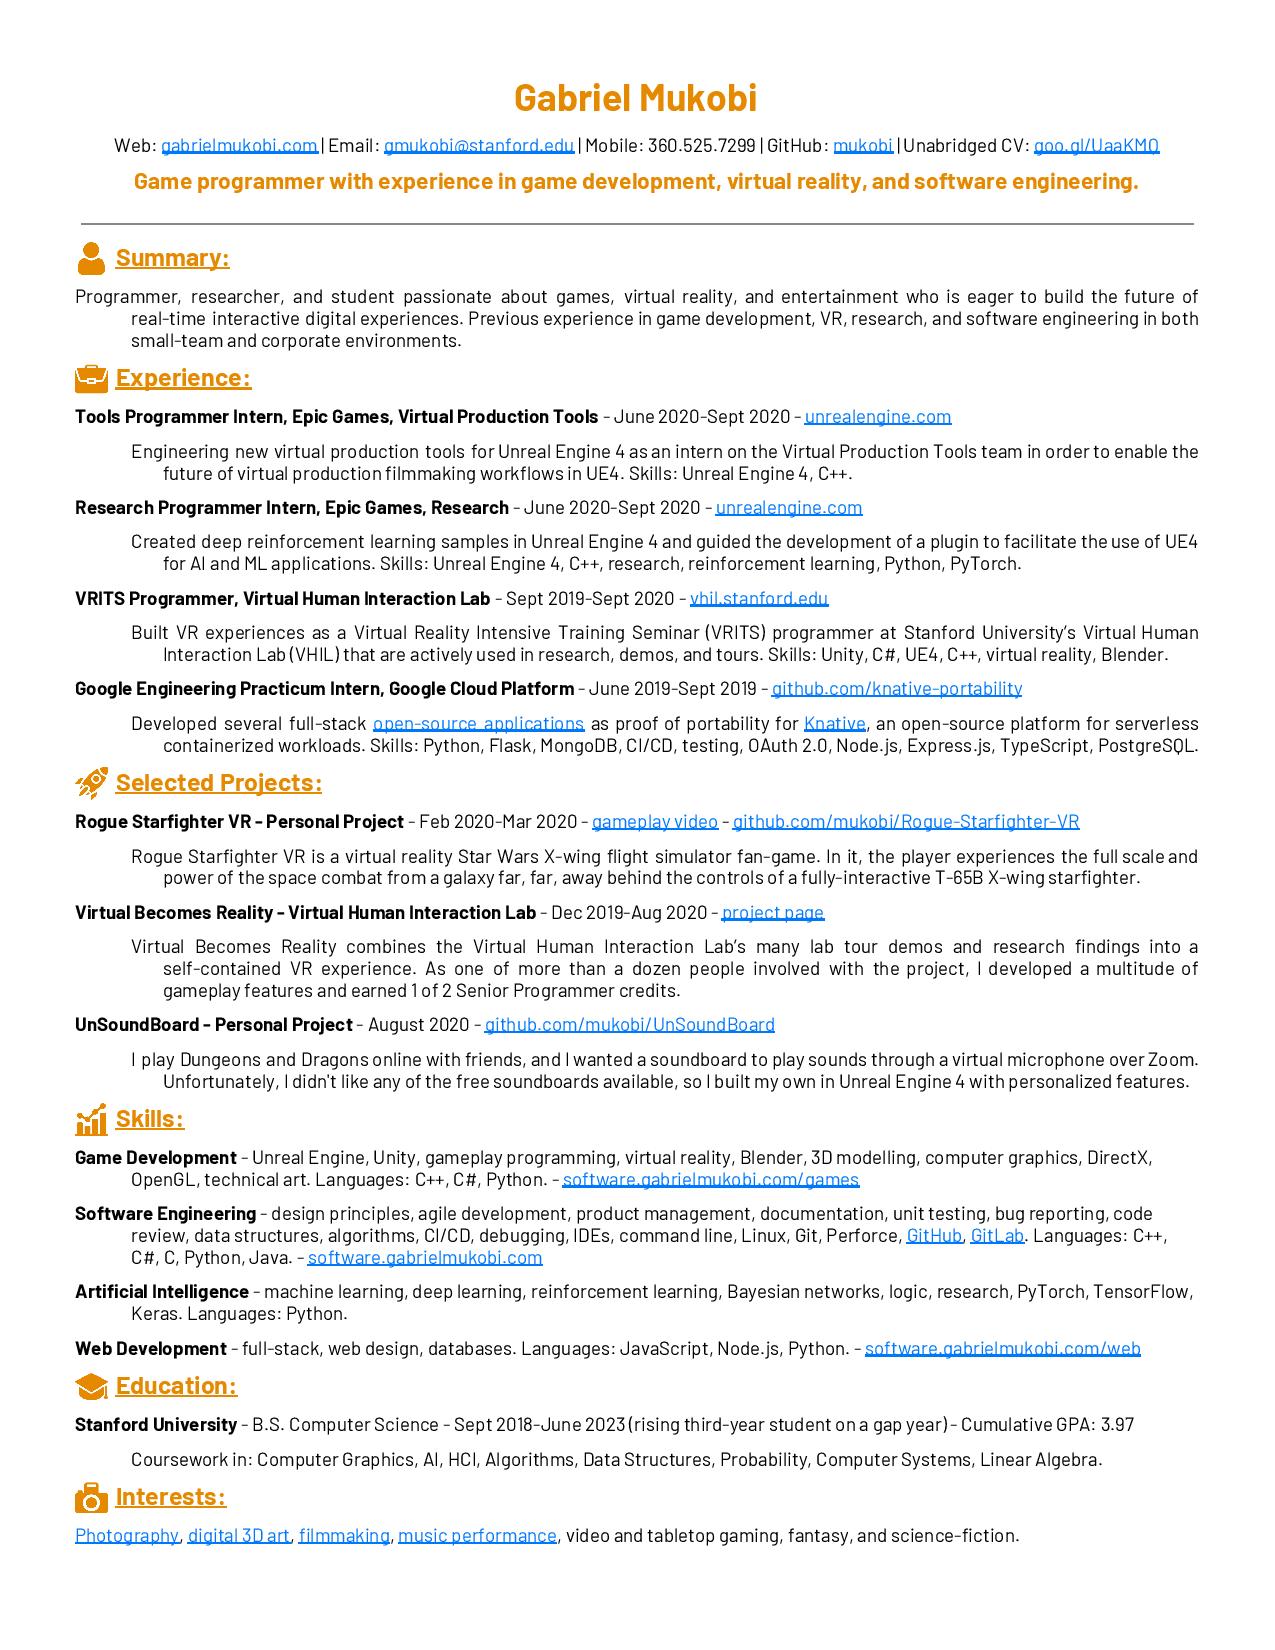 Gabriel Mukobi
Web: gabrielmukobi.com | Email: gmukobi@stanford.edu | Mobile: 360.525.7299 | GitHub: mukobi | Unabridged CV: goo.gl/UaaKMQ
Game programmer with experience in game development, virtual reality, and software engineering.
Summary:
Programmer, researcher, and student passionate about games, virtual reality, and entertainment who is eager to build the future of
real-time interactive digital experiences. Previous experience in game development, VR, research, and software engineering in both
small-team and corporate environments.
Experience:
Tools Programmer Intern, Epic Games, Virtual Production Tools - June 2020-Sept 2020 - unrealengine.com
Engineering new virtual production tools for Unreal Engine 4 as an intern on the Virtual Production Tools team in order to enable the
future of virtual production filmmaking workflows in UE4. Skills: Unreal Engine 4, C++.
Research Programmer Intern, Epic Games, Research - June 2020-Sept 2020 - unrealengine.com
Created deep reinforcement learning samples in Unreal Engine 4 and guided the development of a plugin to facilitate the use of UE4
for AI and ML applications. Skills: Unreal Engine 4, C++, research, reinforcement learning, Python, PyTorch.
VRITS Programmer, Virtual Human Interaction Lab - Sept 2019-Sept 2020 - vhil.stanford.edu
Built VR experiences as a Virtual Reality Intensive Training Seminar (VRITS) programmer at Stanford University's Virtual Human
Interaction Lab (VHIL) that are actively used in research, demos, and tours. Skills: Unity, C#, UE4, C++, virtual reality, Blender.
Google Engineering Practicum Intern, Google Cloud Platform - June 2019-Sept 2019 - github.com/knative-portability
Developed several full-stack open-source applications as proof of portability for Knative, an open-source platform for serverless
containerized workloads. Skills: Python, Flask, MongoDB, CI/CD, testing, OAuth 2.0, Node.js, Express.js, TypeScript, PostgreSQL.
Selected Projects:
Rogue Starfighter VR - Personal Project - Feb 2020-Mar 2020 - gameplay video - github.com/mukobi/Rogue-Starfighter-VR
Rogue Starfighter VR is a virtual reality Star Wars X-wing flight simulator fan-game. In it, the player experiences the full scale and
power of the space combat from a galaxy far, far, away behind the controls of a fully-interactive T-65B X-wing starfighter.
Virtual Becomes Reality - Virtual Human Interaction Lab - Dec 2019-Aug 2020 - project page
Virtual Becomes Reality combines the Virtual Human Interaction Lab's many lab tour demos and research findings into a
self-contained VR experience. As one of more than a dozen people involved with the project, I developed a multitude of
gameplay features and earned 1 of 2 Senior Programmer credits.
UnSoundBoard - Personal Project - August 2020 - github.com/mukobi/UnSoundBoard
I play Dungeons and Dragons online with friends, and I wanted a soundboard to play sounds through a virtual microphone over Zoom.
Unfortunately, I didn't like any of the free soundboards available, so I built my own in Unreal Engine 4 with personalized features.
Skills:
Game Development - Unreal Engine, Unity, gameplay programming, virtual reality, Blender, 3D modelling, computer graphics, DirectX,
OpenGL, technical art. Languages: C++, C#, Python. - software.gabrielmukobi.com/games
Software Engineering - design principles, agile development, product management, documentation, unit testing, bug reporting, code
review, data structures, algorithms, CI/CD, debugging, IDEs, command line, Linux, Git, Perforce, GitHub, GitLab. Languages: C++,
C#, C, Python, Java. - software.gabrielmukobi.com
Artificial Intelligence - machine learning, deep learning, reinforcement learning, Bayesian networks, logic, research, PyTorch, TensorFlow,
Keras. Languages: Python.
Web Development - full-stack, web design, databases. Languages: JavaScript, Node.js, Python. - software.gabrielmukobi.com/web
Education:
Stanford University - B.S. Computer Science - Sept 2018-June 2023 (rising third-year student on a gap year) - Cumulative GPA: 3.97
Coursework in: Computer Graphics, AI, HCI, Algorithms, Data Structures, Probability, Computer Systems, Linear Algebra.
Interests:
Photography, digital 3D art, filmmaking, music performance, video and tabletop gaming, fantasy, and science-fiction.